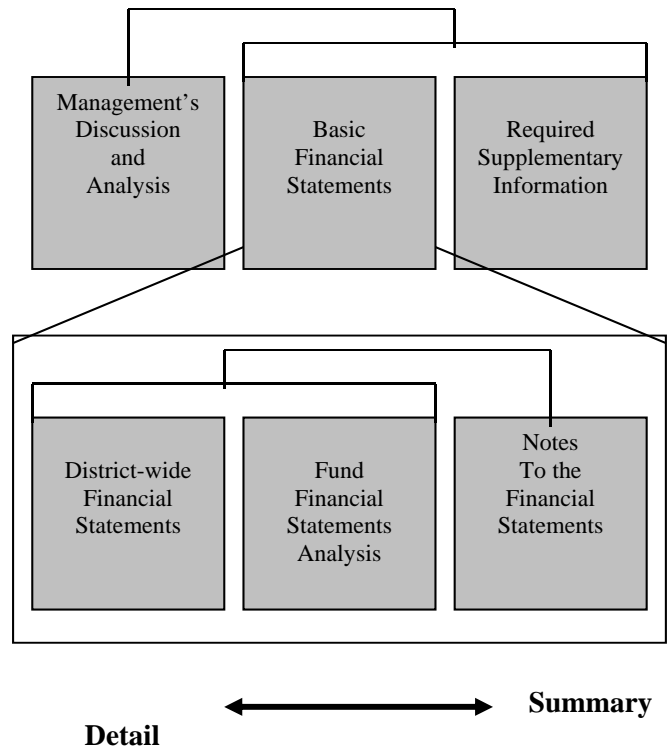 Management's
Discussion
and
Analysis
Basic
Financial
Statements
Required
Supplementary
Information
District-wide
Financial
Statements
Fund
Financial
Statements
Analysis
Notes
To the
Financial
Statements
Summary
Detail